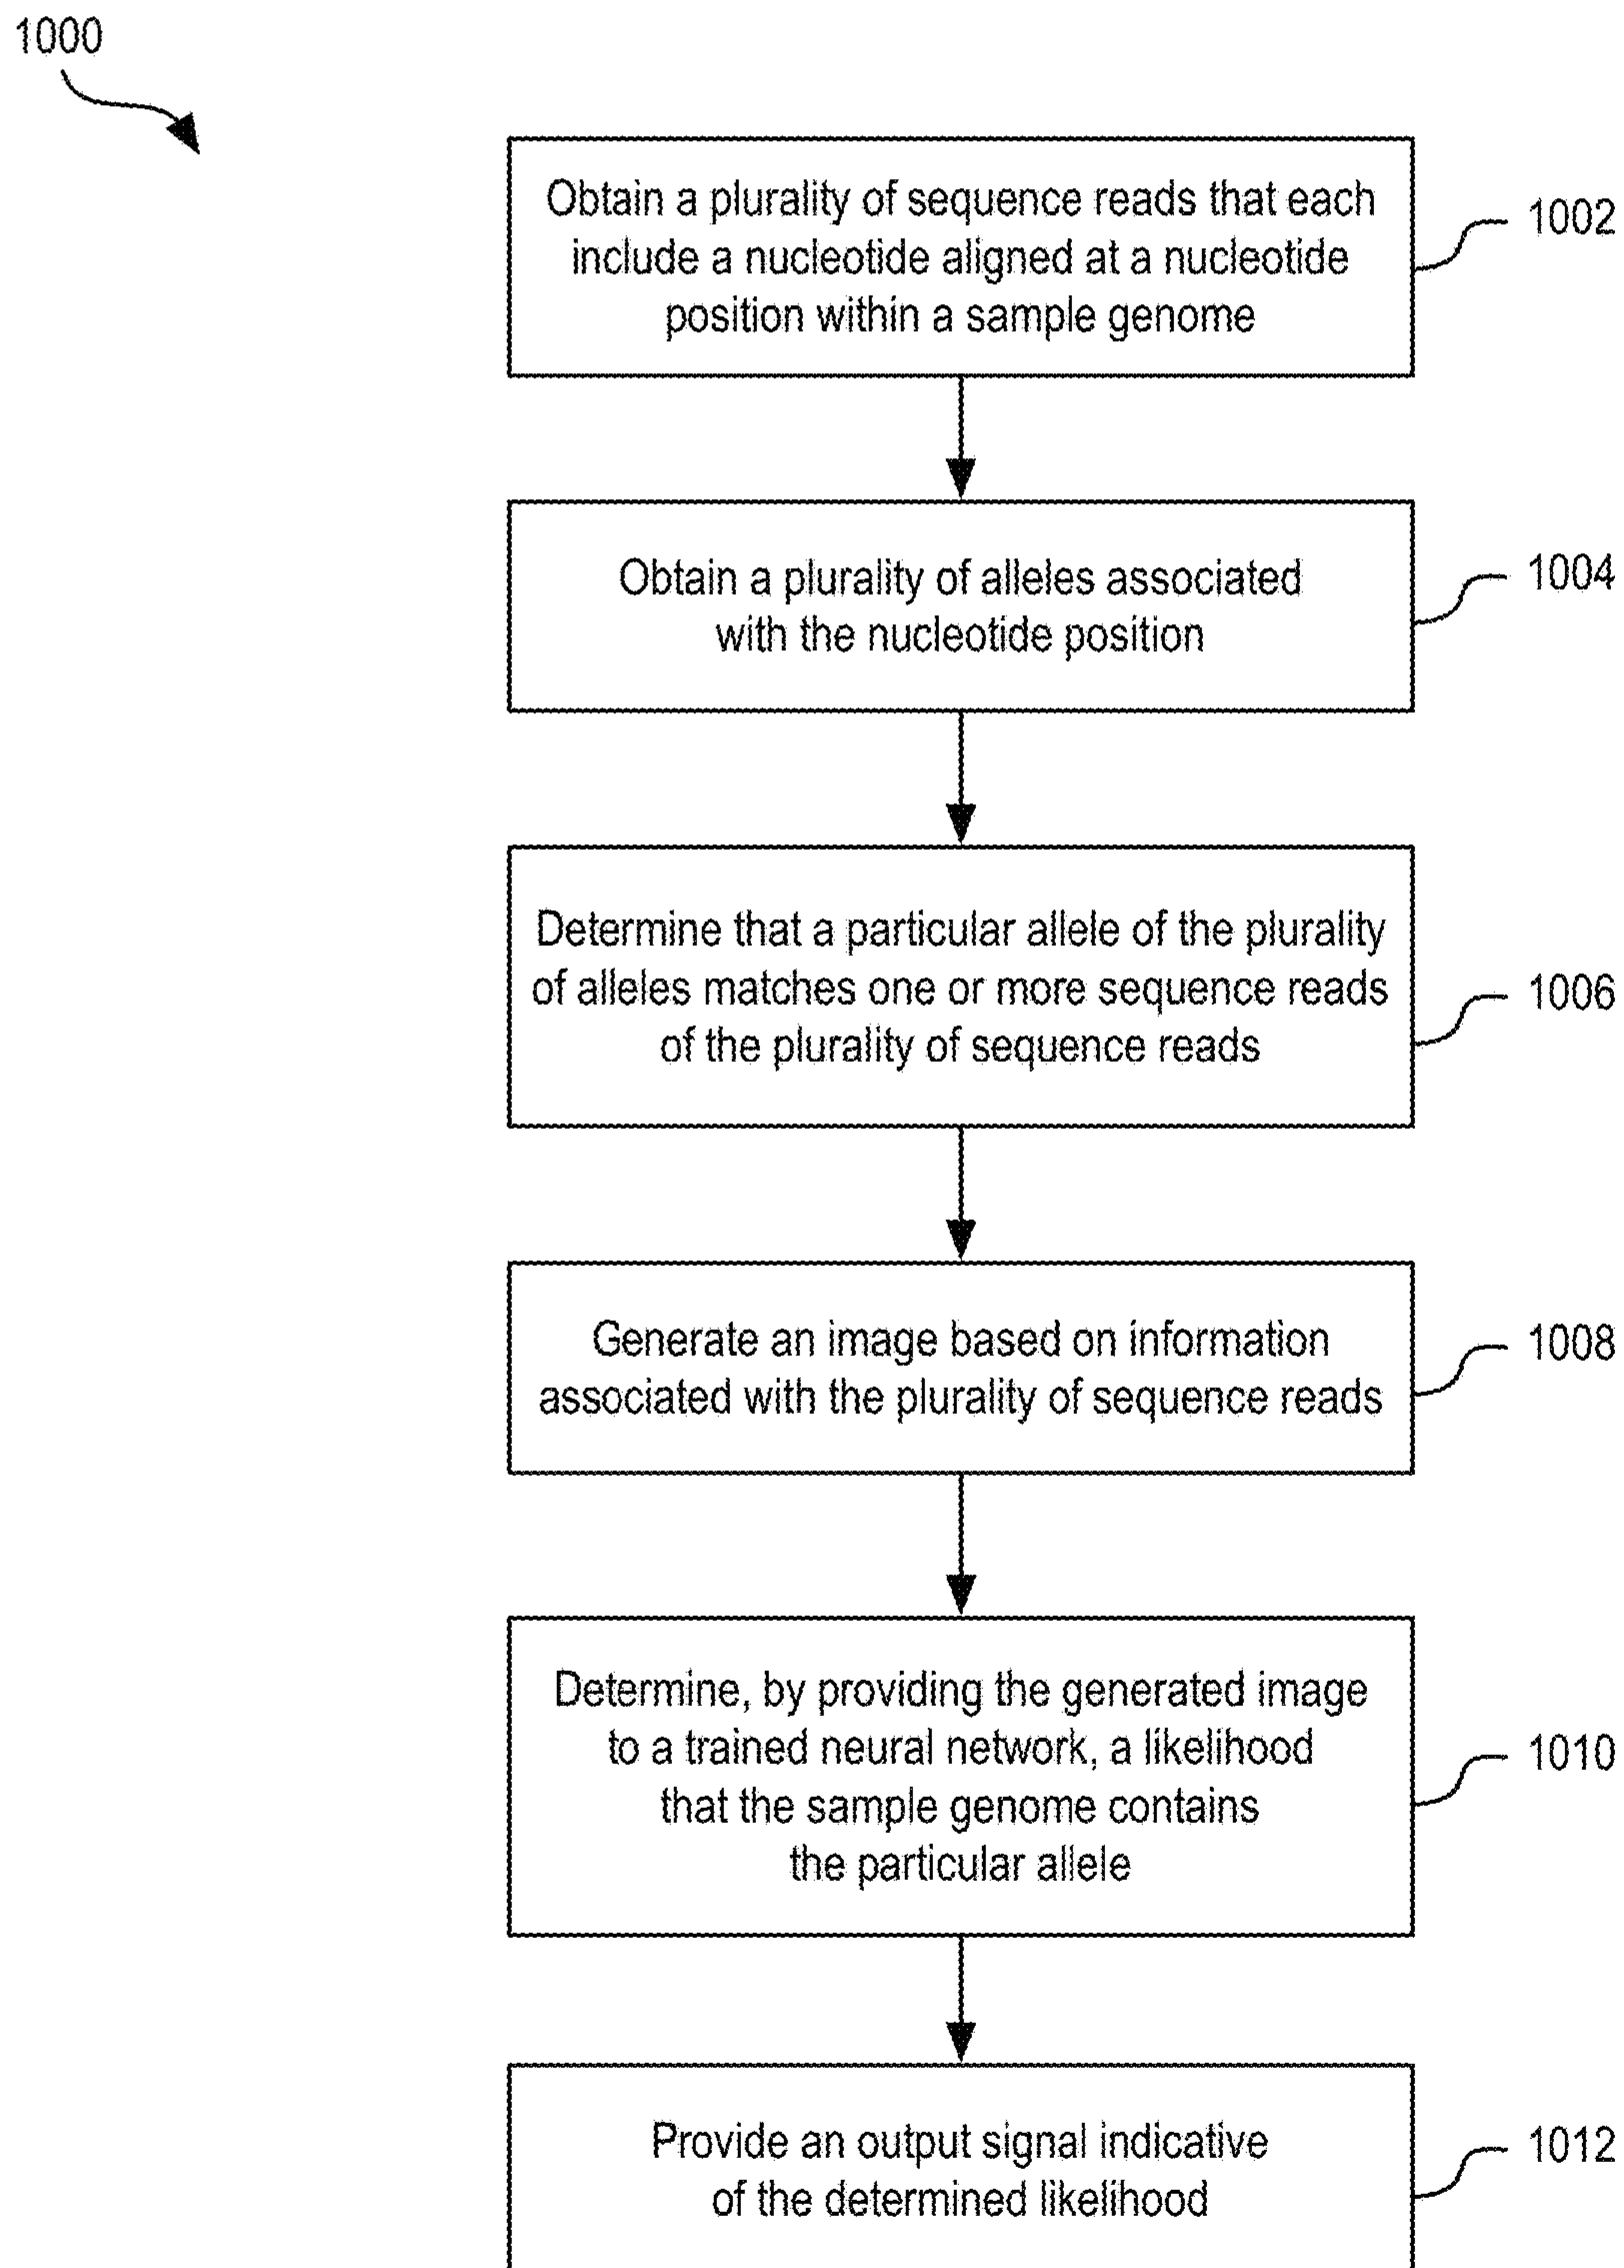 1000
Obtain a plurality of sequence reads that each
include a nucleotide aligned at a nucleotide
position within a sample genome
1002
Obtain a plurality of alleles associated
with the nucleotide position
1004
Determine that a particular allele of the plurality
of alleles matches one or more sequence reads
of the plurality of sequence reads
1006
Generate an image based on information
associated with the plurality of sequence reads
1008
Determine, by providing the generated image
to a trained neural network, a likelihood
that the sample genome contains
the particular allele
1010
Provide an output signal indicative
of the determined likelihood
1012